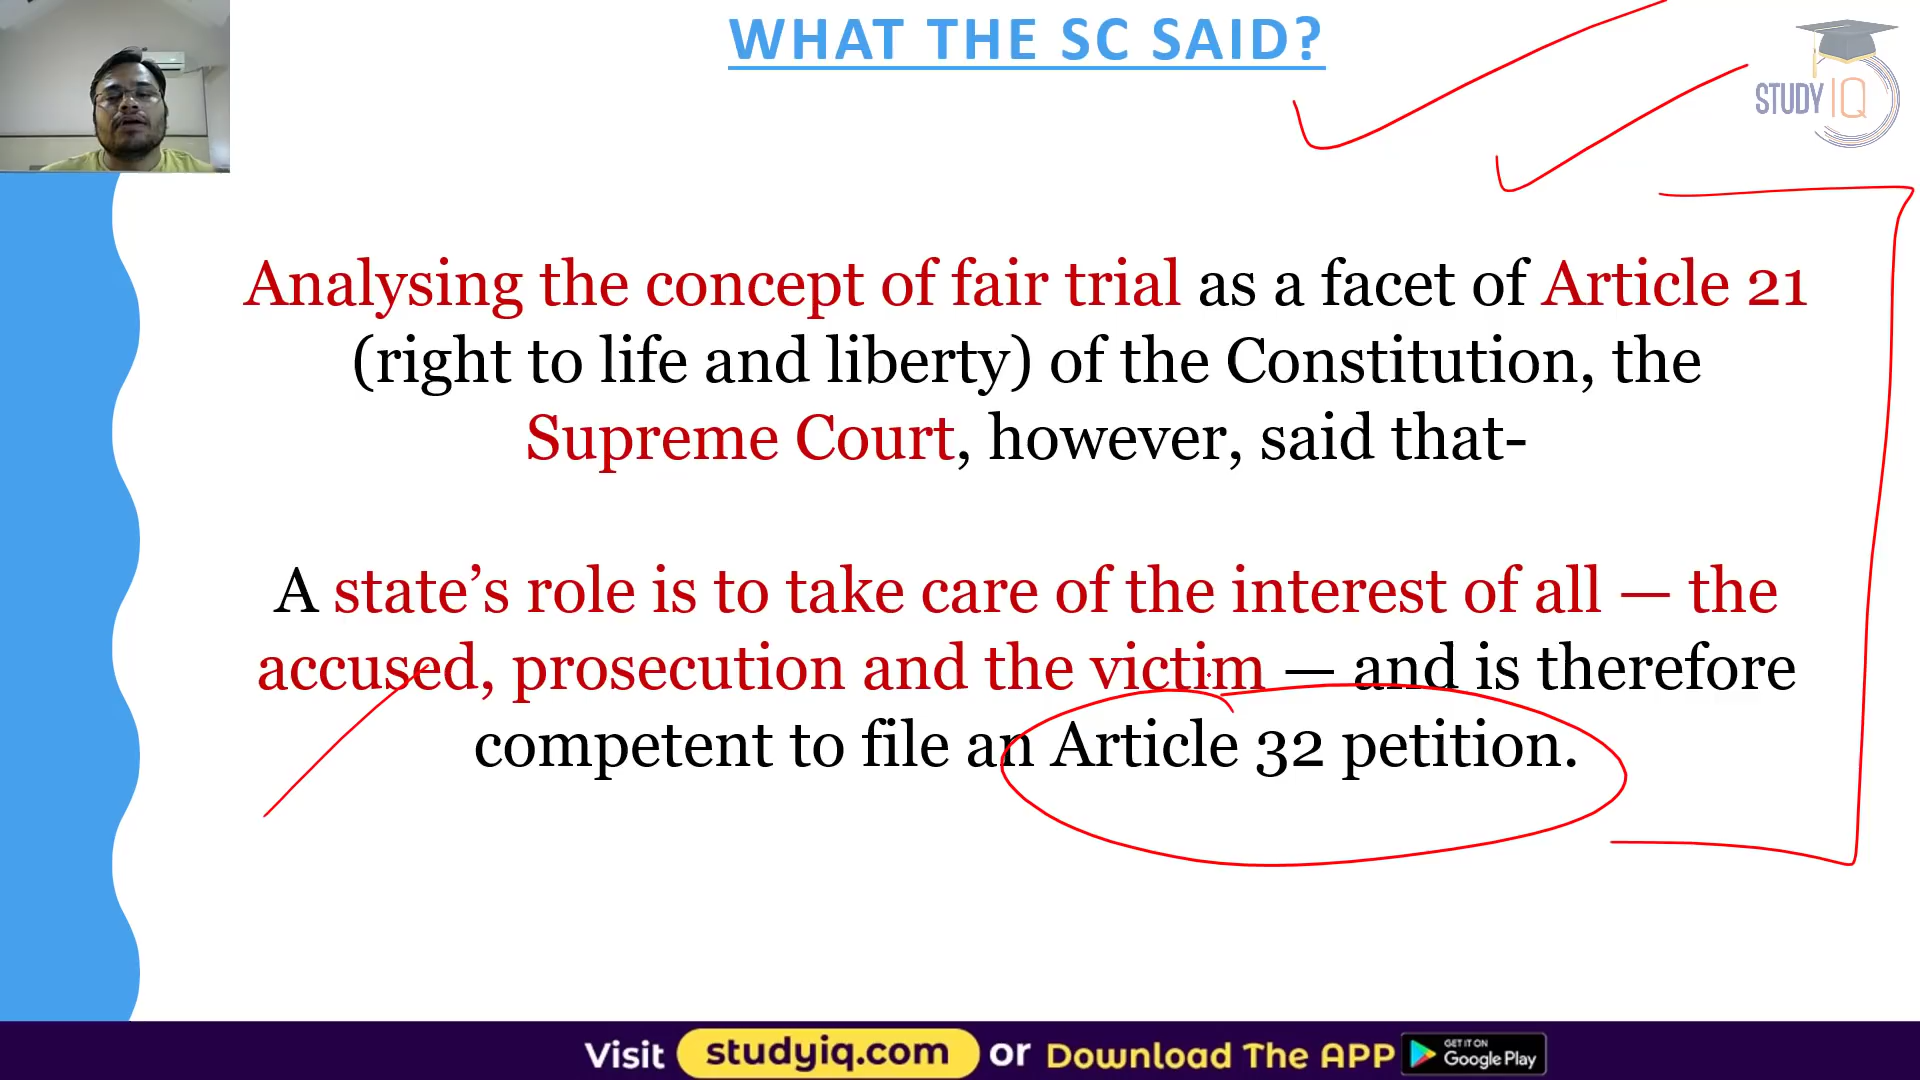 WHAT THE SC SAID?
STUDY IQ
Analysing the concept of fair trial as a facet of Article 21
(right to life and liberty) of the Constitution, the
Supreme Court, however, said that-
A state’s role is to take care of the interest of all — the
accused, prosecution and the victim — and is therefore
competent to file an Article 32 petition.
Visit studyiq.com or Download The APP GET IT ON Google Play